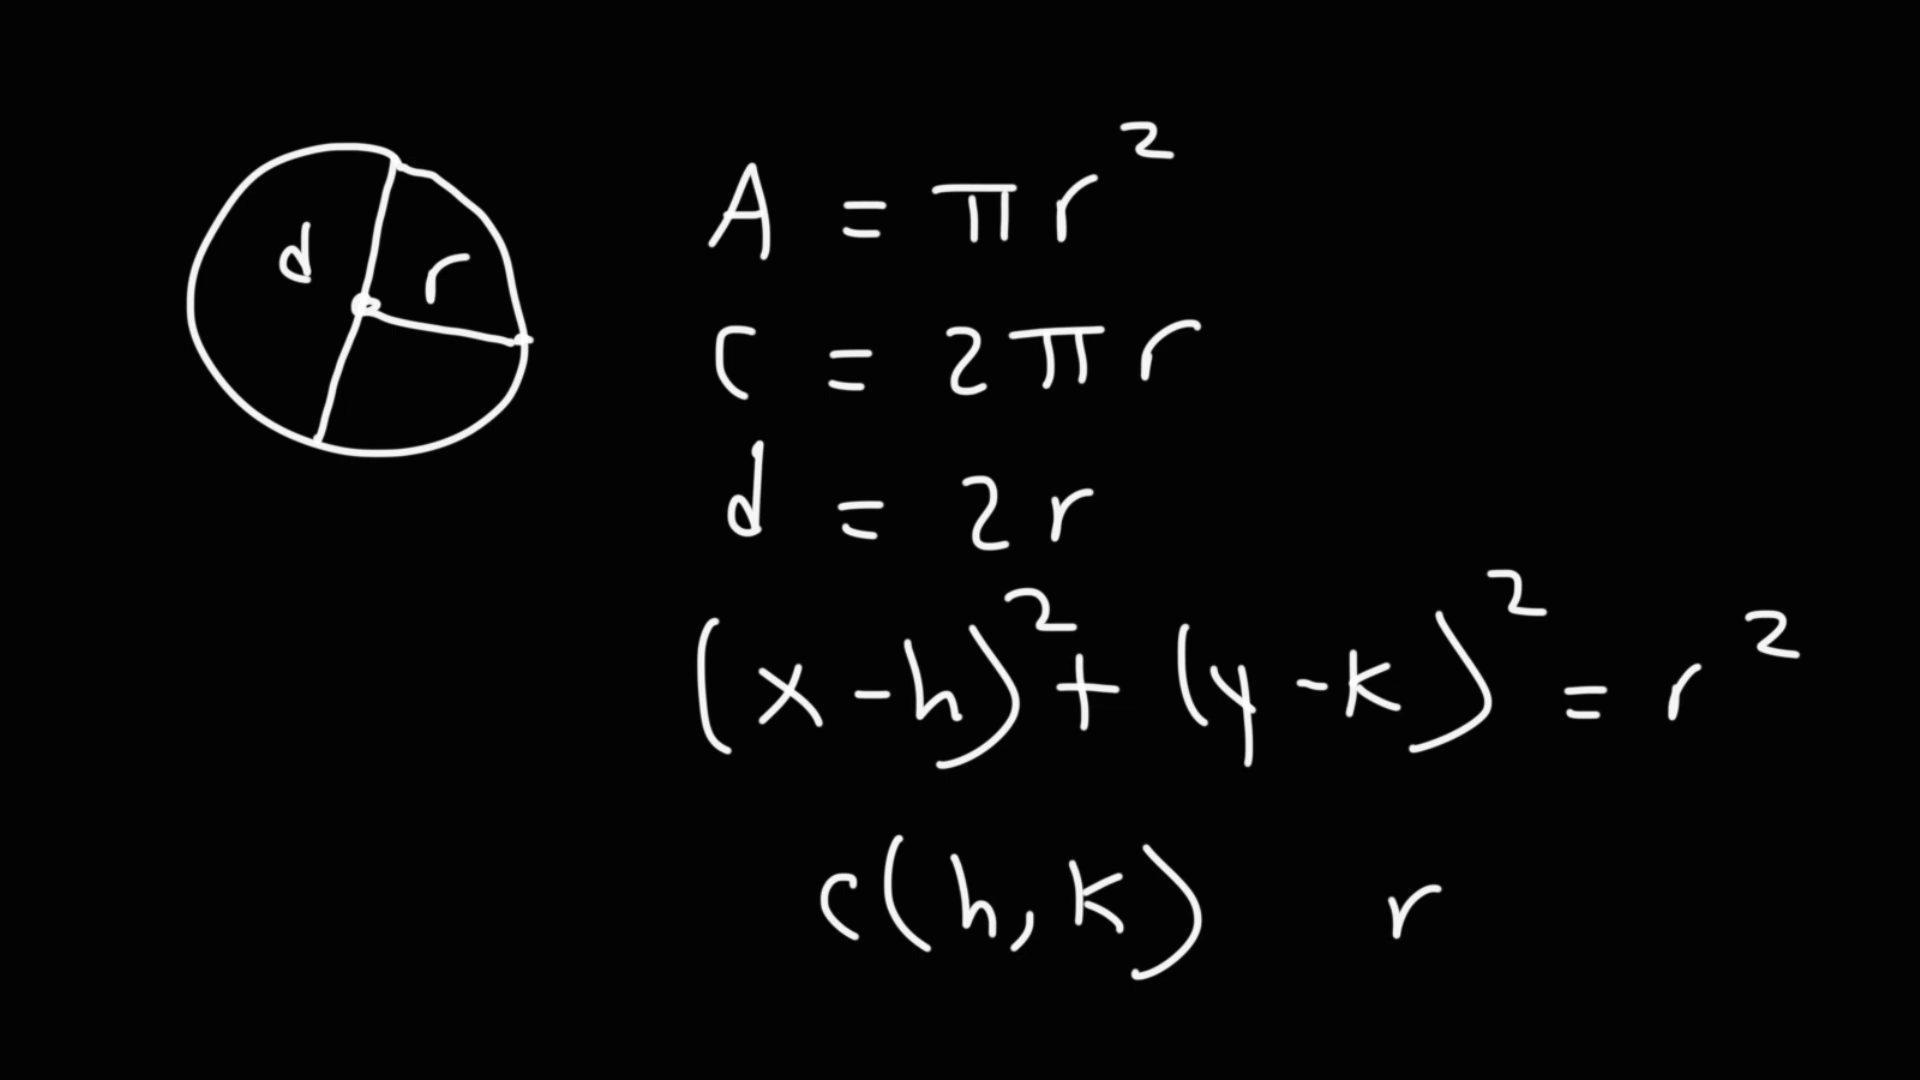 d r
A = πr²
C = 2πr
d = 2r
(x-h)² + (y-k)² = r²
C(h,k) r